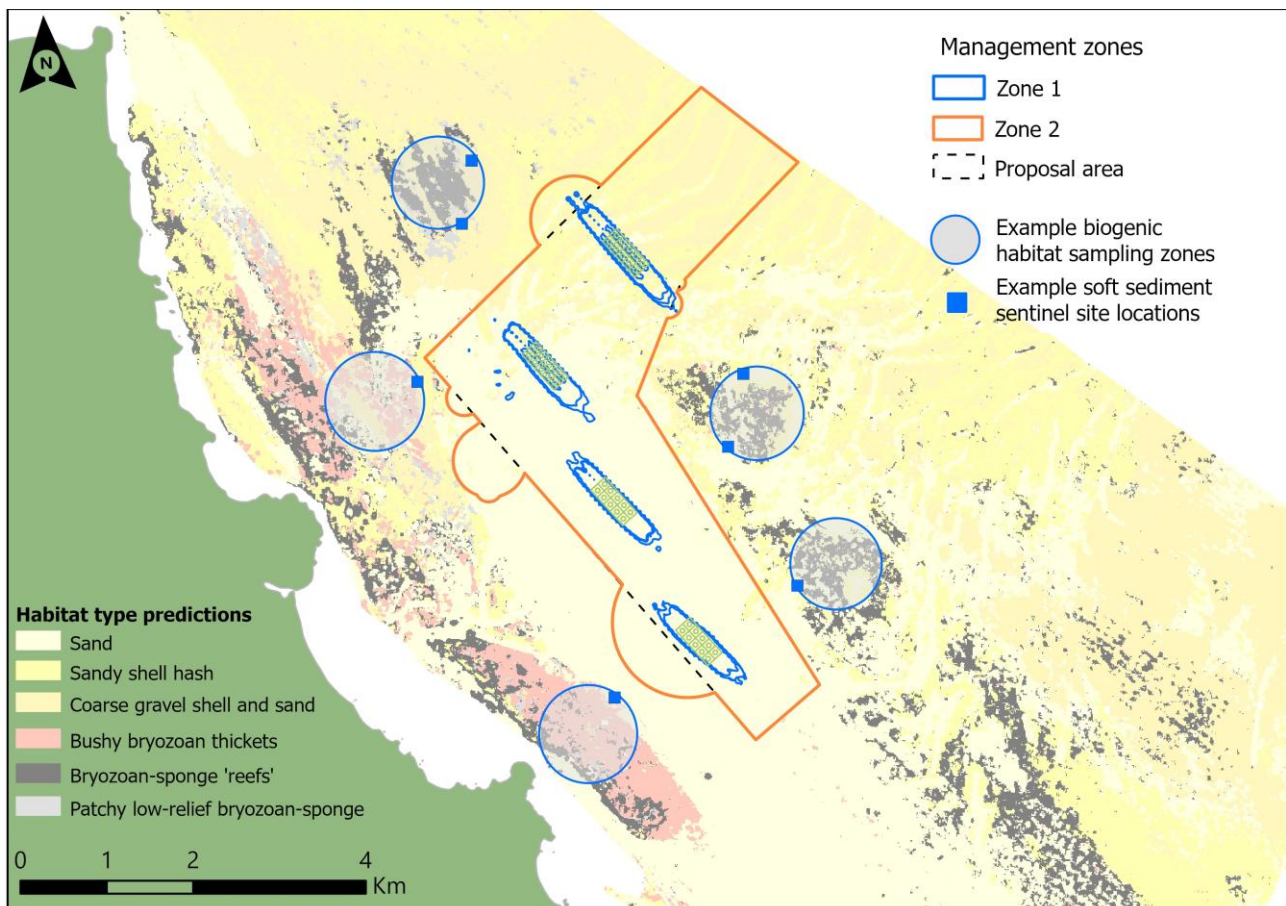 N
Management zones
Zone 1
Zone 2
Proposal area
Example biogenic
habitat sampling zones
Example soft sediment
sentinel site locations
Habitat type predictions
Sand
Sandy shell hash
Coarse gravel shell and sand
Bushy bryozoan thickets
Bryozoan-sponge 'reefs'
Patchy low-relief bryozoan-sponge
0 1 2 4
Km